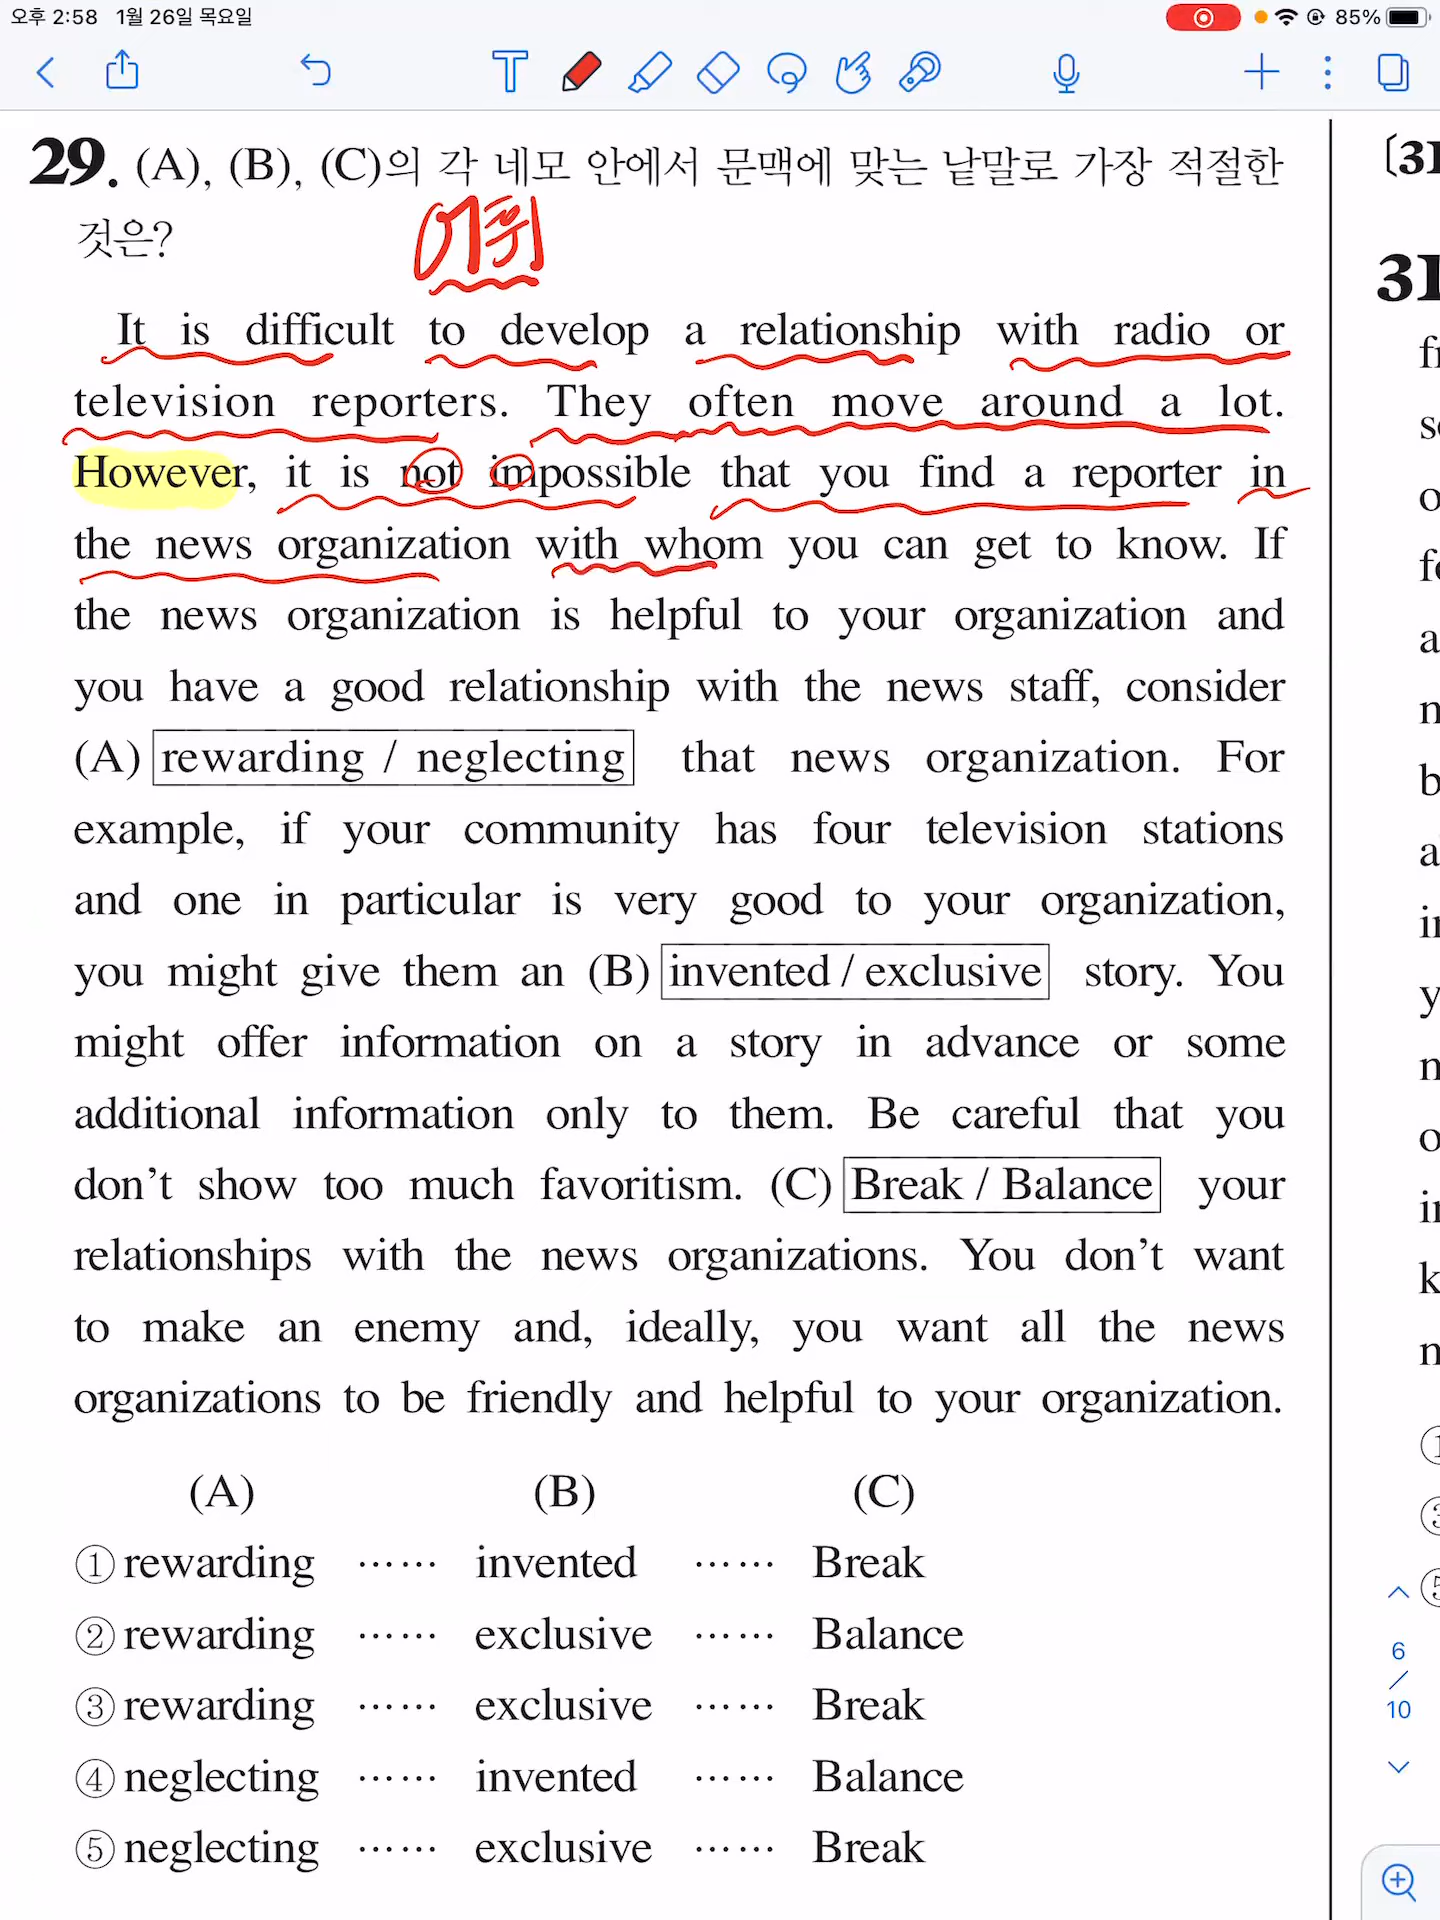 오후 2:58 1월 26일 목요일 85%
29. (A), (B), (C)의 각 네모 안에서 문맥에 맞는 낱말로 가장 적절한
것은?
어휘
It is difficult to develop a relationship with radio or
television reporters. They often move around a lot.
However, it is not impossible that you find a reporter in
the news organization with whom you can get to know. If
the news organization is helpful to your organization and
you have a good relationship with the news staff, consider
(A) rewarding / neglecting that news organization. For
example, if your community has four television stations
and one in particular is very good to your organization,
you might give them an (B) invented / exclusive story. You
might offer information on a story in advance or some
additional information only to them. Be careful that you
don't show too much favoritism. (C) Break / Balance your
relationships with the news organizations. You don't want
to make an enemy and, ideally, you want all the news
organizations to be friendly and helpful to your organization.
(A) (B) (C)
① rewarding …… invented …… Break
② rewarding …… exclusive …… Balance
③ rewarding …… exclusive …… Break
④ neglecting …… invented …… Balance
⑤ neglecting …… exclusive …… Break
6
/
10